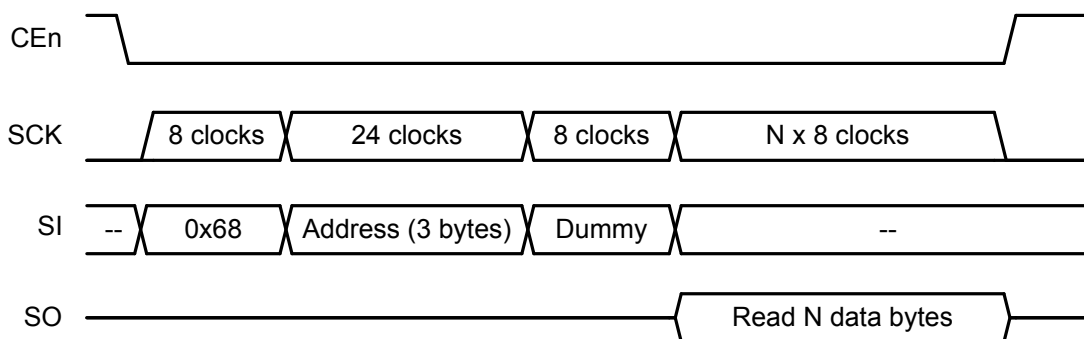 CEn
SCK 8 clocks 24 clocks 8 clocks N x 8 clocks
SI -- 0x68 Address (3 bytes) Dummy --
SO Read N data bytes